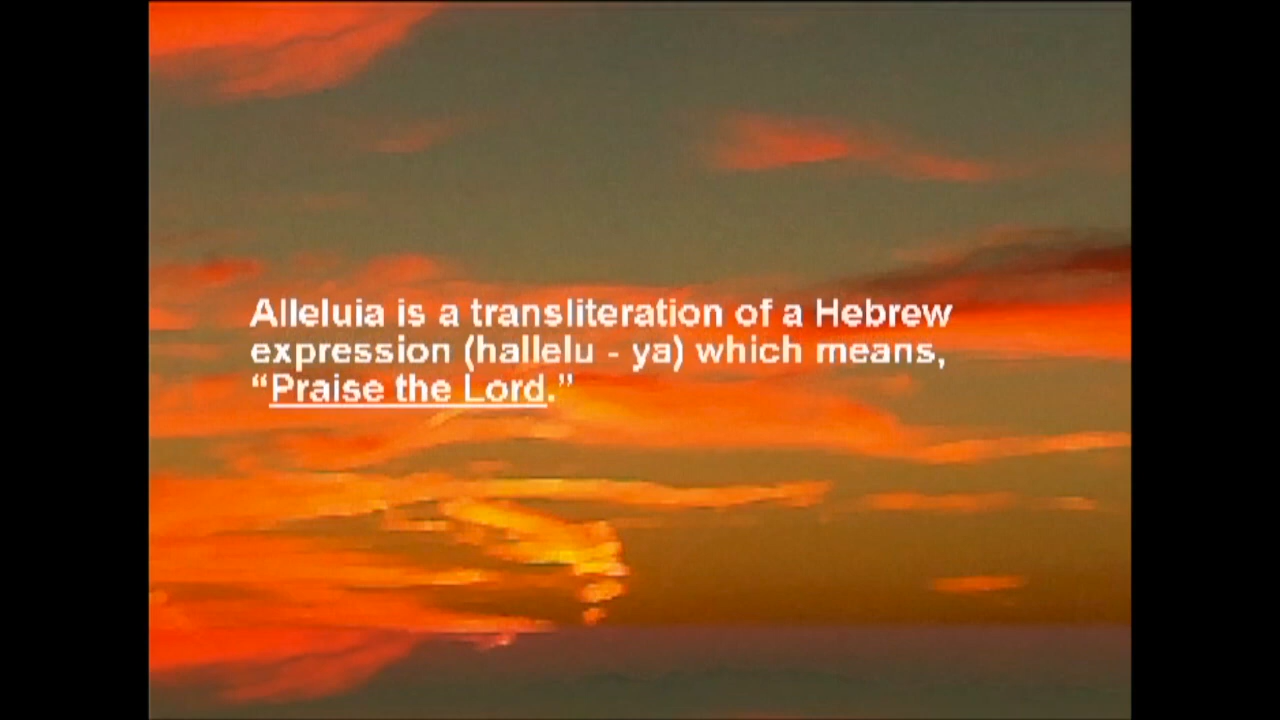 Alleluia is a transliteration of a Hebrew
expression (hallelu - ya) which means,
“Praise the Lord.”